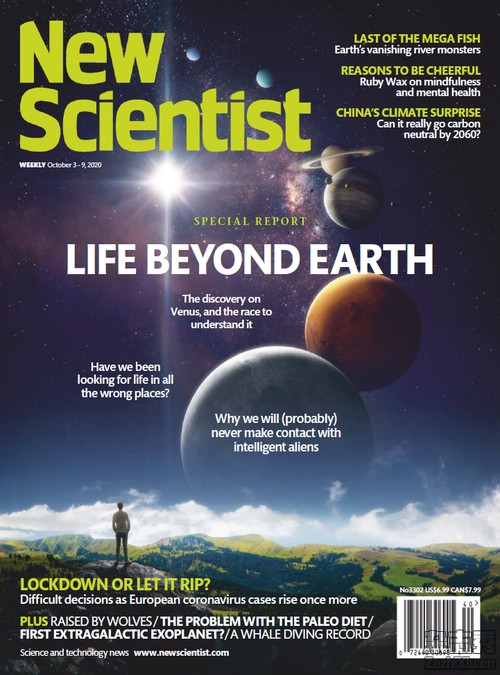 New
Scientist
WEEKLY October 3–9, 2020
LAST OF THE MEGA FISH
Earth's vanishing river monsters
REASONS TO BE CHEERFUL
Ruby Wax on mindfulness
and mental health
CHINA'S CLIMATE SURPRISE
Can it really go carbon
neutral by 2060?
SPECIAL REPORT
LIFE BEYOND EARTH
The discovery on
Venus, and the race to
understand it
Have we been
looking for life in all
the wrong places?
Why we will (probably)
never make contact with
intelligent aliens
LOCKDOWN OR LET IT RIP?
Difficult decisions as European coronavirus cases rise once more
PLUS RAISED BY WOLVES / THE PROBLEM WITH THE PALEO DIET /
FIRST EXTRAGALACTIC EXOPLANET? / A WHALE DIVING RECORD
Science and technology news www.newscientist.com
No3302 US$6.99 CAN$7.99
40